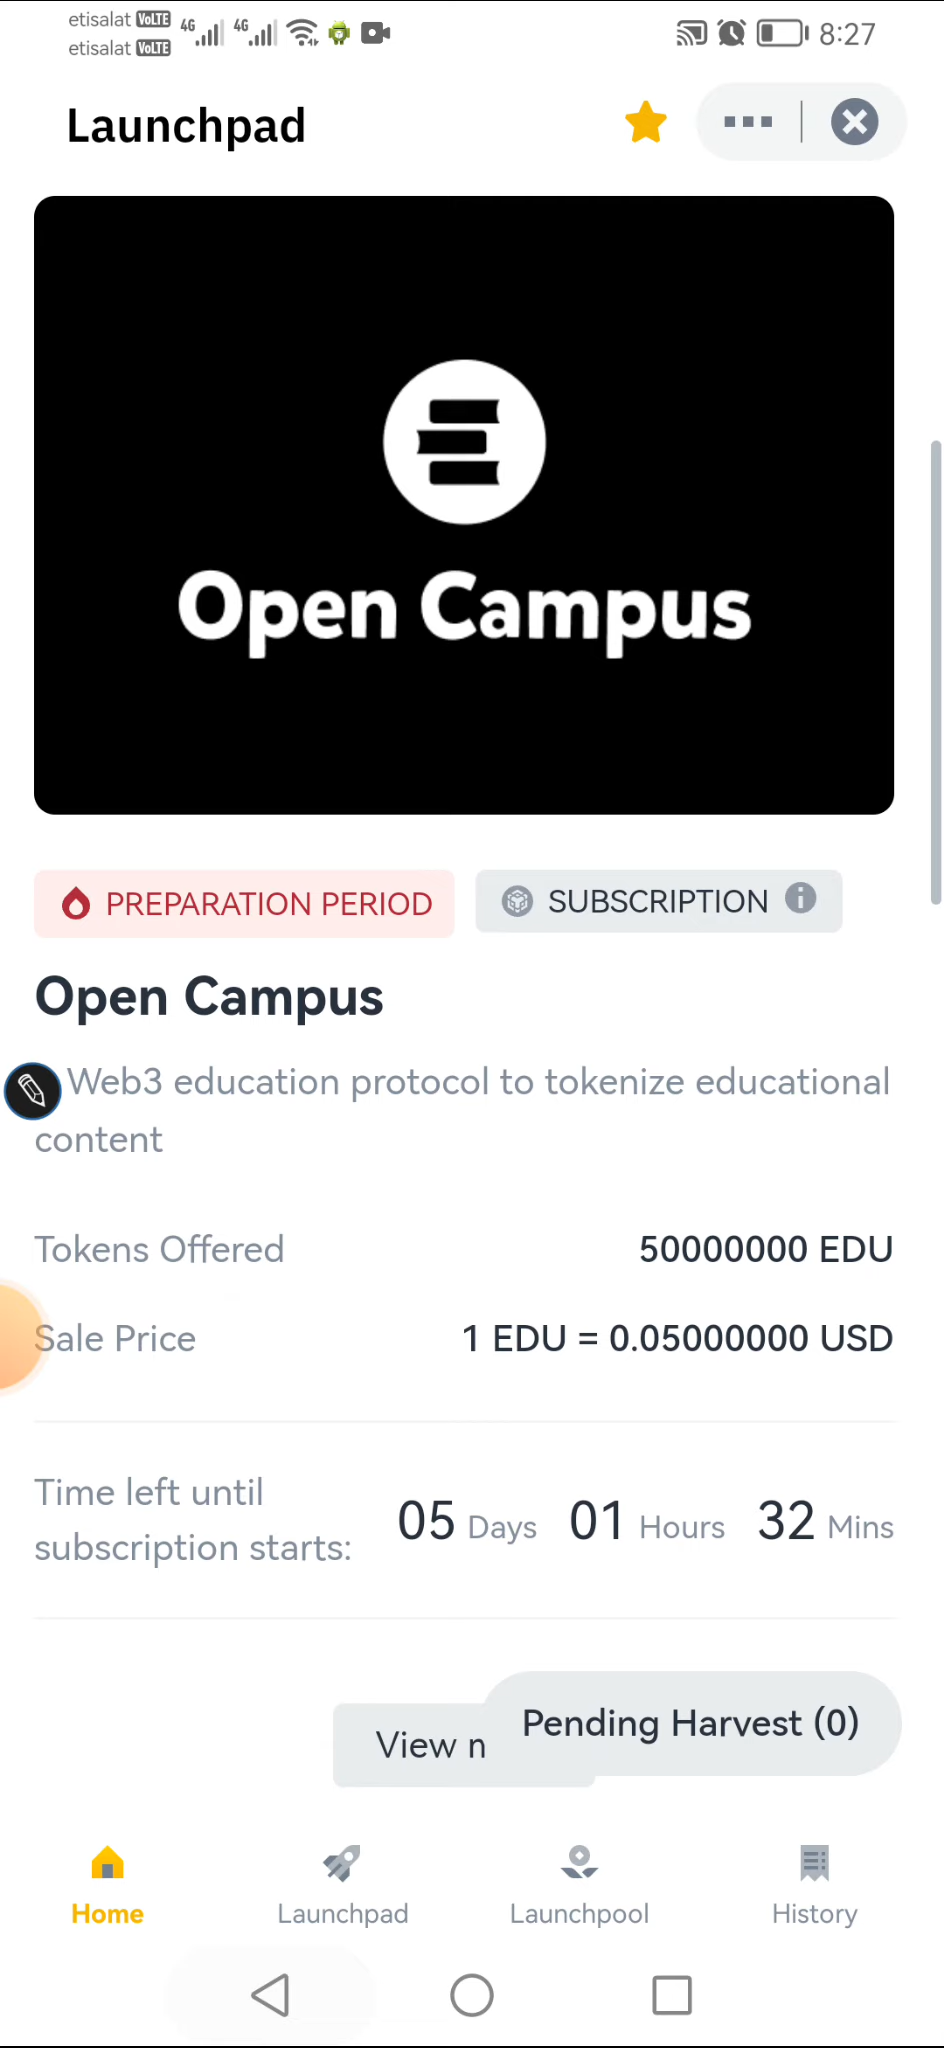 etisalat VoLTE
etisalat VoLTE
4G
4G
8:27
Launchpad
Open Campus
PREPARATION PERIOD
SUBSCRIPTION
Open Campus
Web3 education protocol to tokenize educational
content
Tokens Offered 50000000 EDU
Sale Price 1 EDU = 0.05000000 USD
Time left until
subscription starts:
05 Days 01 Hours 32 Mins
View n
Pending Harvest (0)
Home Launchpad Launchpool History